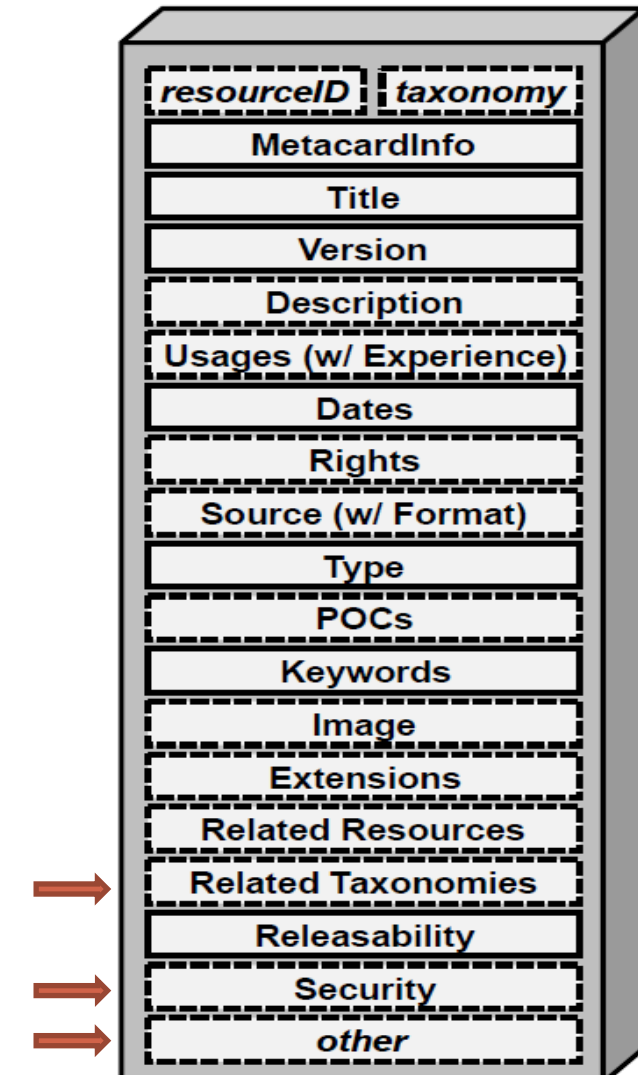 resourceID taxonomy
MetacardInfo
Title
Version
Description
Usages (w/ Experience)
Dates
Rights
Source (w/ Format)
Type
POCs
Keywords
Image
Extensions
Related Resources
Related Taxonomies
Releasability
Security
other